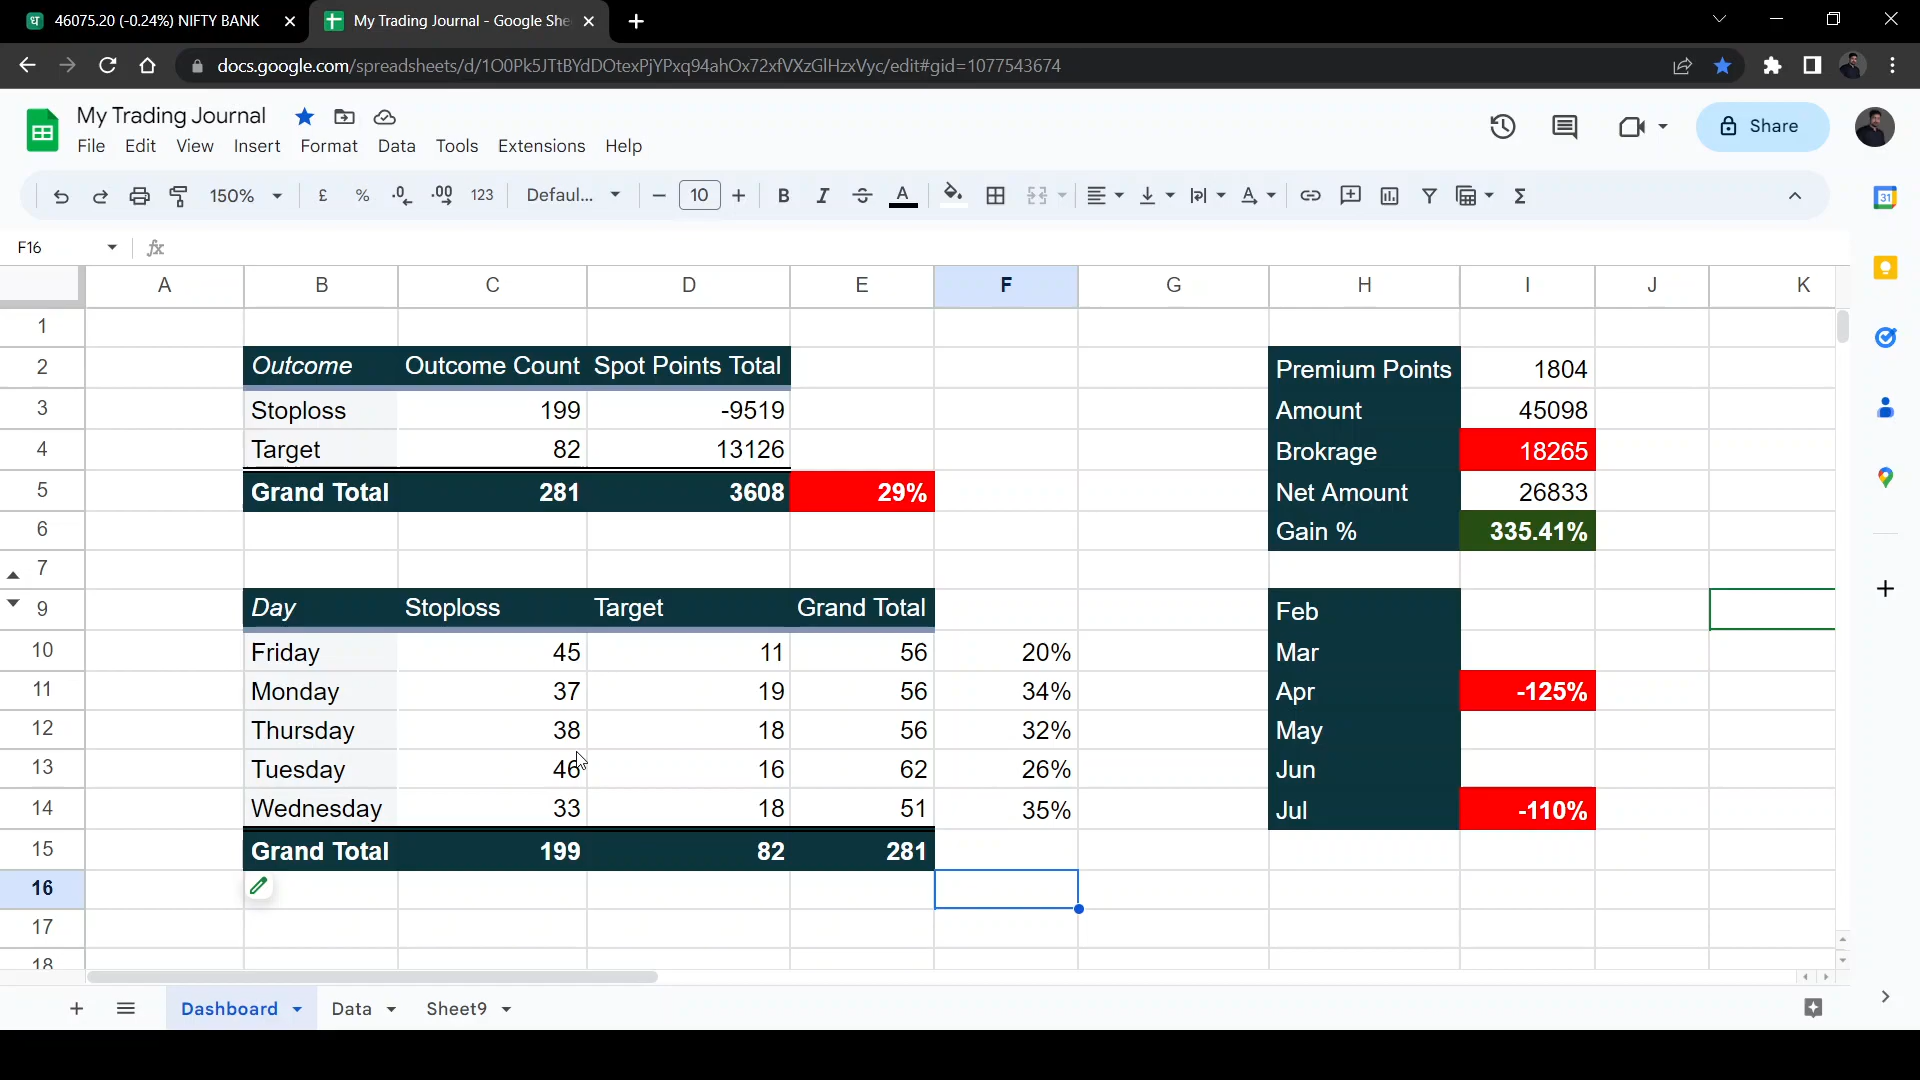 46075.20 (-0.24%) NIFTY BANK
My Trading Journal - Google She
docs.google.com/spreadsheets/d/1O0Pk5JTtBYdDOtexPjYPxq94ahOx72xfVXzGlHzxVyc/edit#gid=1077543674
My Trading Journal
File Edit View Insert Format Data Tools Extensions Help
Share
31
150% £ % .0 .00 123 Defaul... 10 B I S A A Σ
F16 fx
A B C D E F G H I J K
1
2 Outcome Outcome Count Spot Points Total Premium Points 1804
3 Stoploss 199 -9519 Amount 45098
4 Target 82 13126 Brokrage 18265
5 Grand Total 281 3608 29% Net Amount 26833
6 Gain % 335.41%
7
9 Day Stoploss Target Grand Total Feb
10 Friday 45 11 56 20% Mar
11 Monday 37 19 56 34% Apr -125%
12 Thursday 38 18 56 32% May
13 Tuesday 46 16 62 26% Jun
14 Wednesday 33 18 51 35% Jul -110%
15 Grand Total 199 82 281
16
17
18
Dashboard Data Sheet9